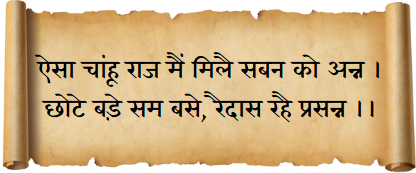 ऐसा चांहू राज मैं मिलै सबन को अन्न ।
छोटे बड़े सम बसे, रैदास रहै प्रसन्न ।।